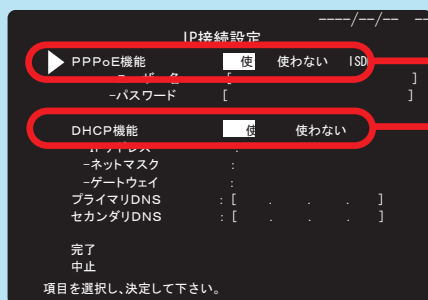 ----/--/-- --
IP接続設定
PPPoE機能 使 使わない ISD
-パスワード [ ]
DHCP機能 使 使わない
-ネットマスク :
-ゲートウェイ :
プライマリDNS : [ . . . ]
セカンダリDNS : [ . . . ]
完了
中止
項目を選択し、決定して下さい。